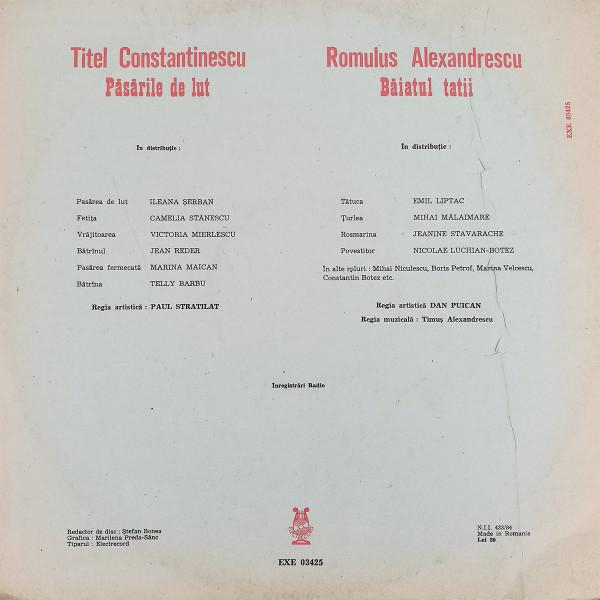 Titel Constantinescu
Păsările de lut
În distribuție :
Pasărea de lut ILEANA ȘERBAN
Fetița CAMELIA STĂNESCU
Vrăjitoarea VICTORIA MIERLESCU
Bătrînul JEAN REDER
Pasărea fermecată MARINA MAICAN
Bătrîna TELLY BARBU
Regia artistică : PAUL STRATILAT
Romulus Alexandrescu
Băiatul tatii
În distribuție :
Tătuca EMIL LIPTAC
Țurlea MIHAI MĂLAIMARE
Rosmarina JEANINE STAVARACHE
Povestitor NICOLAE LUCHIAN-BOTEZ
În alte rpluri : Mihai Niculescu, Boris Petrof, Marina Velcescu,
Constantin Botez etc.
Regia artistică DAN PUICAN
Regia muzicală : Timuș Alexandrescu
EXE 03425
Înregistrări Radio
Redactor de disc : Ștefan Bonea
Grafica : Marilena Preda-Sânc
Tiparul : Electrecord
EXE 03425
N.I.I. 433/84
Made in Romania
Lei 30